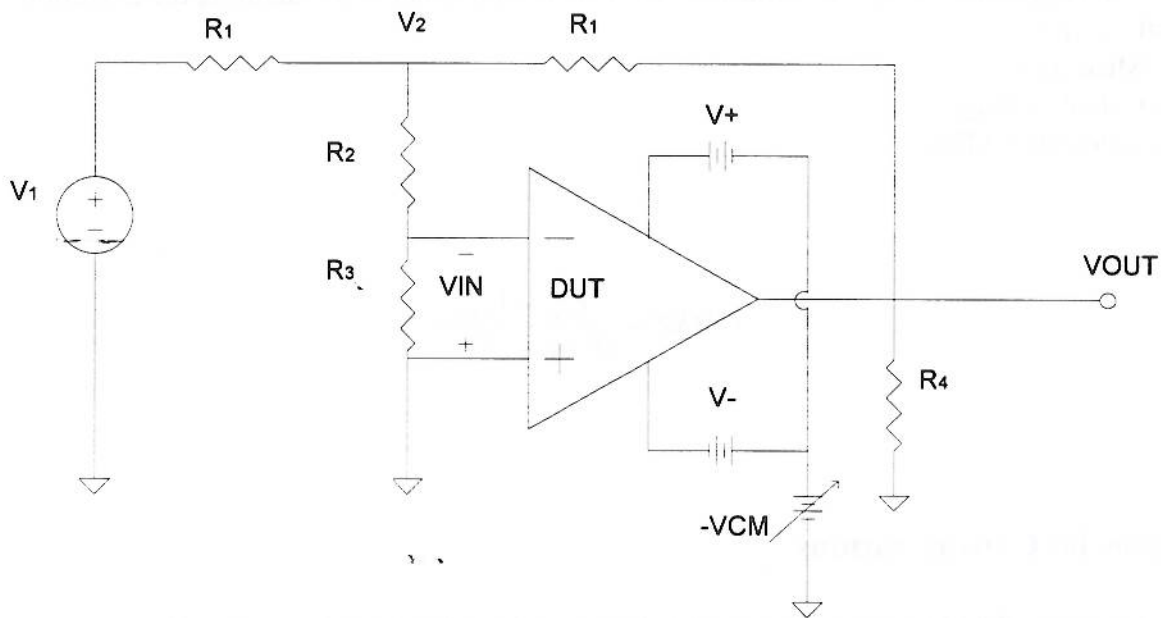 R1
V2
R1
V+
R2
V1
+
−
−
−
R3
VIN
DUT
VOUT
+
+
V-
R4
-VCM